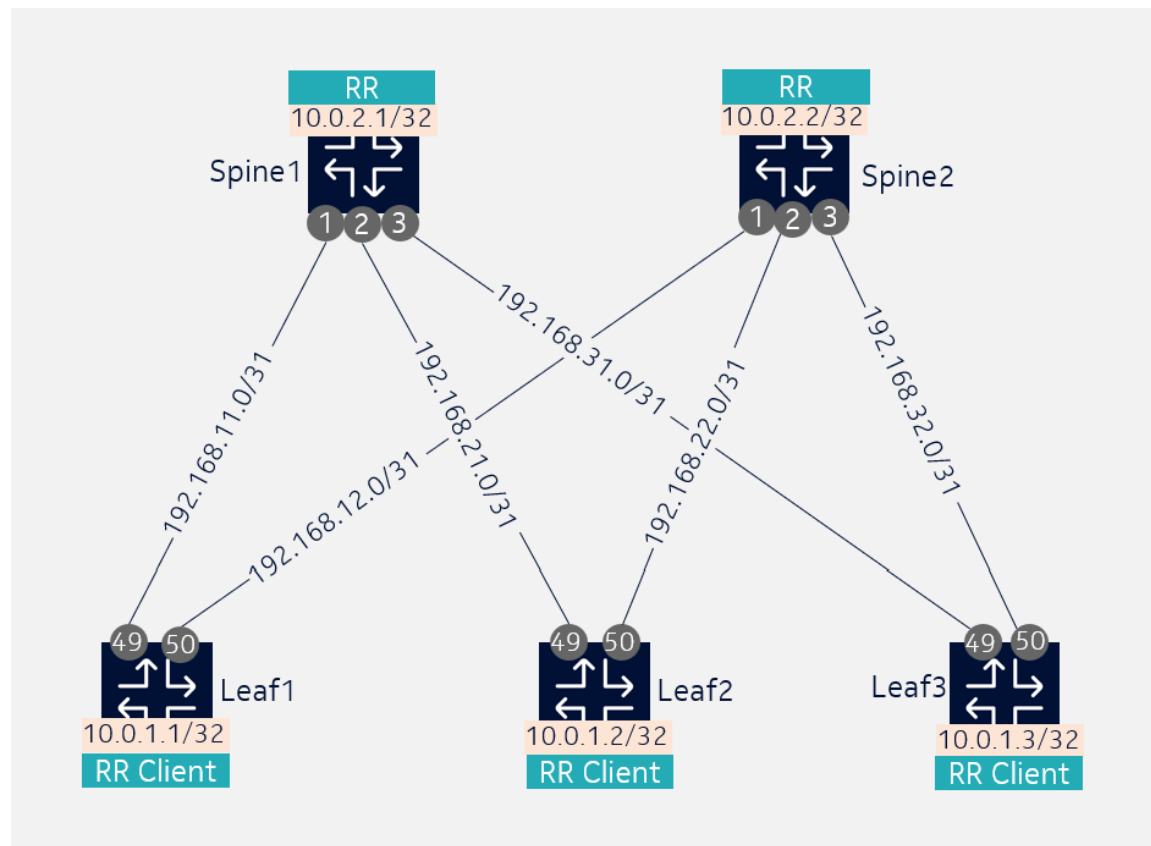 RR
10.0.2.1/32
Spine1
1 2 3
RR
10.0.2.2/32
Spine2
1 2 3
192.168.11.0/31
192.168.12.0/31
192.168.21.0/31
192.168.31.0/31
192.168.22.0/31
192.168.32.0/31
49 50
Leaf1
10.0.1.1/32
RR Client
49 50
Leaf2
10.0.1.2/32
RR Client
49 50
Leaf3
10.0.1.3/32
RR Client